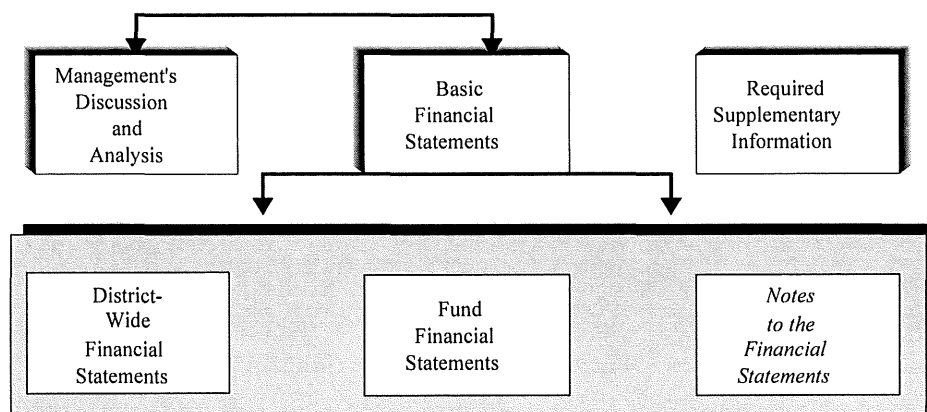 Management's
Discussion
and
Analysis
Basic
Financial
Statements
Required
Supplementary
Information
District-
Wide
Financial
Statements
Fund
Financial
Statements
Notes
to the
Financial
Statements